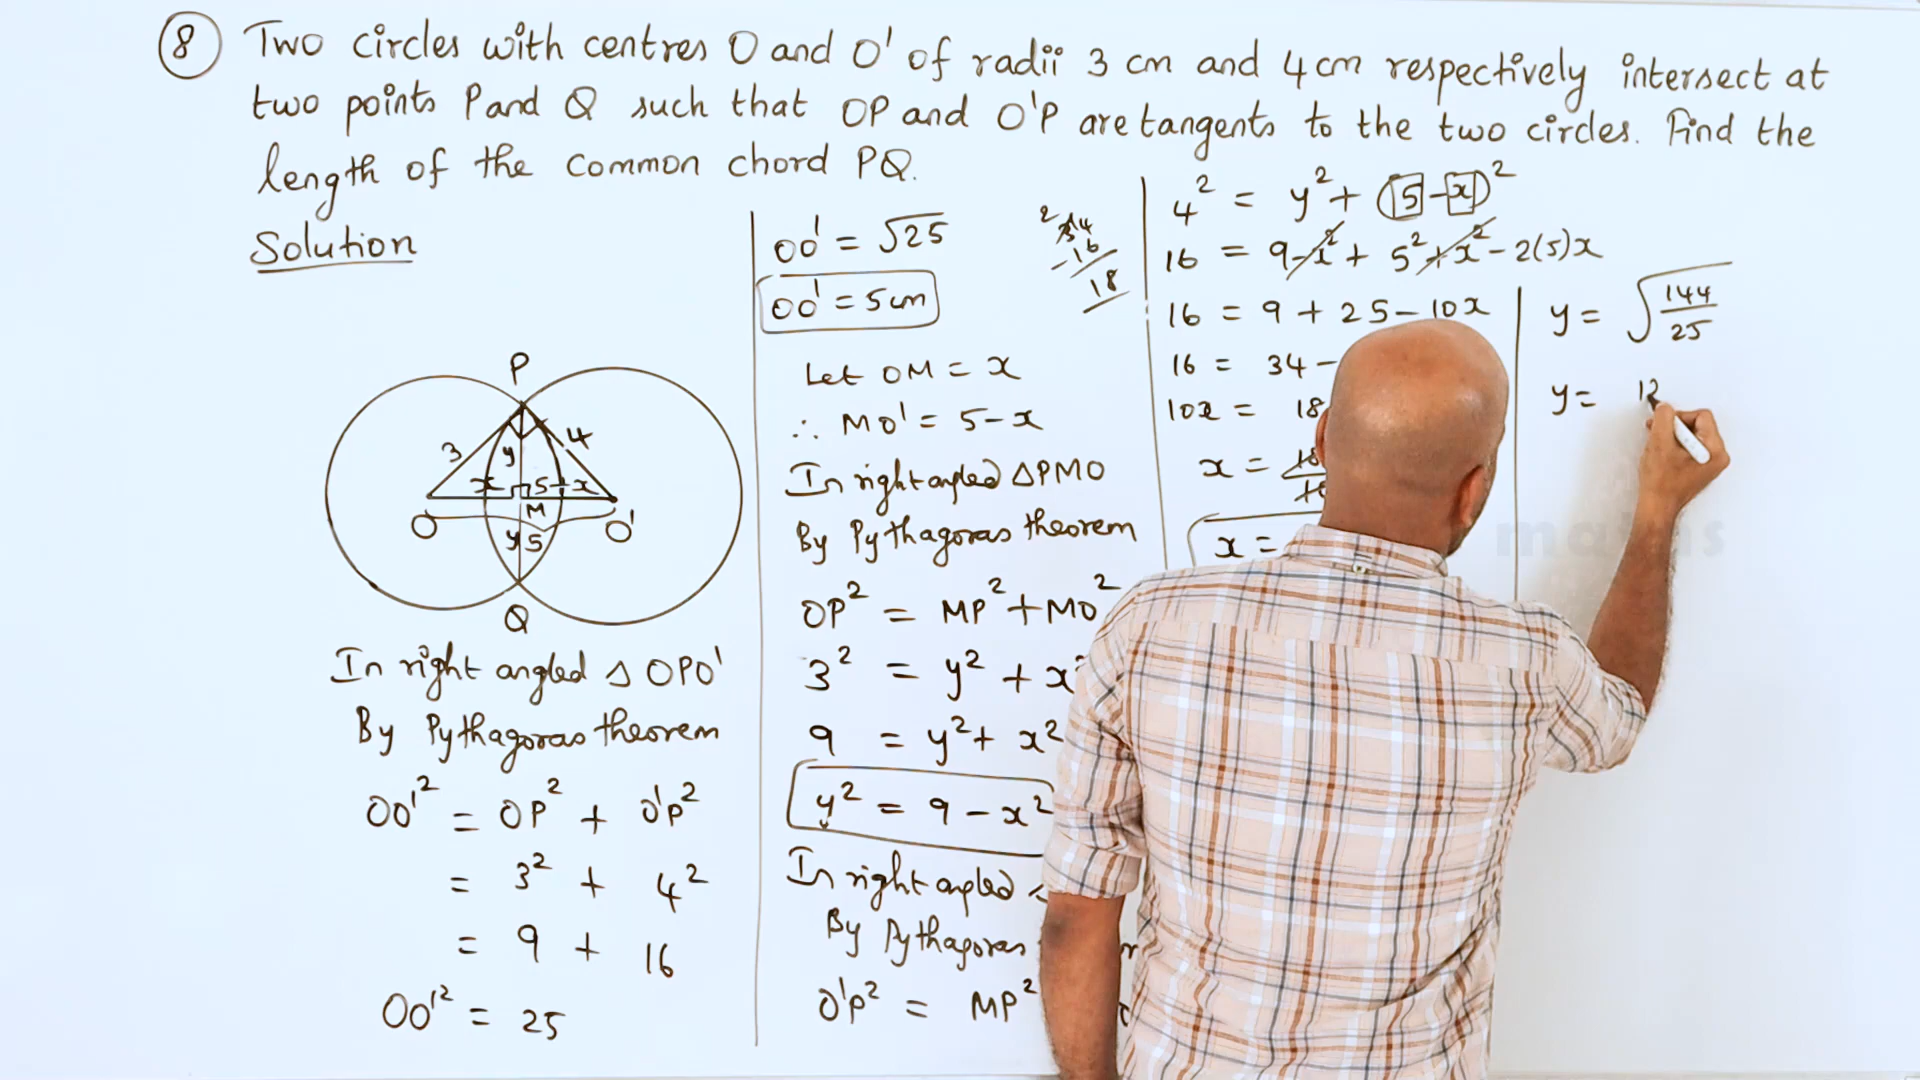 8 Two circles with centres O and O' of radii 3 cm and 4cm respectively intersect at
two points P and Q such that OP and O'P are tangents to the two circles. Find the
length of the common chord PQ.
Solution
P
3 4
y
x 5-x
M
O O'
y 5
Q
In right angled △ OPO'
By Pythagoras theorem
OO'² = OP² + O'P²
= 3² + 4²
= 9 + 16
OO'² = 25
OO' = √25
OO' = 5cm
2 14
34
-16
18
Let OM = x
∴ MO' = 5-x
In right angled △PMO
By Pythagoras theorem
OP² = MP² + MO²
3² = y² + x²
9 = y² + x²
y² = 9 - x²
In right angled
By Pythagoras
O'P² = MP²
4² = y² + (5-x)²
16 = 9-x² + 5²+x² - 2(5)x
16 = 9 + 25 - 10x
16 = 34 -
10x = 18
x = 18
x =
y = √144/25
y = 12
mains